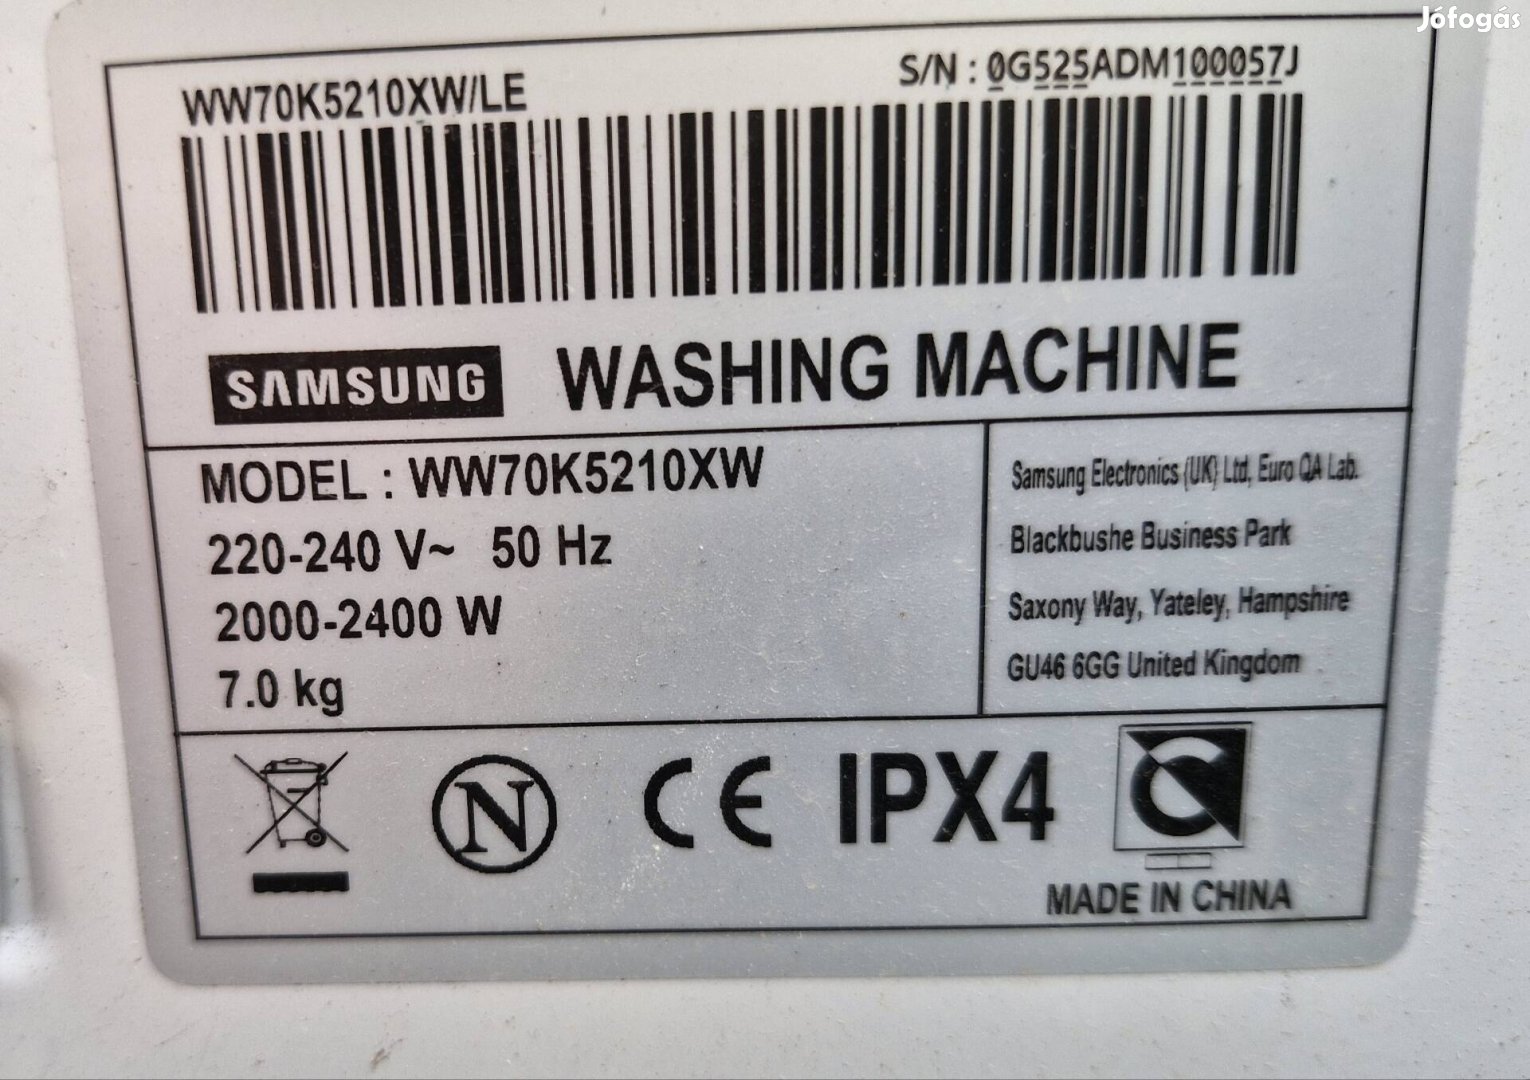 Jófogás
WW70K5210XW/LE
S/N : 0G525ADM100057J
SAMSUNG WASHING MACHINE
MODEL : WW70K5210XW
220-240 V~ 50 Hz
2000-2400 W
7.0 kg
Samsung Electronics (UK) Ltd, Euro QA Lab.
Blackbushe Business Park
Saxony Way, Yateley, Hampshire
GU46 6GG United Kingdom
N CE IPX4
MADE IN CHINA